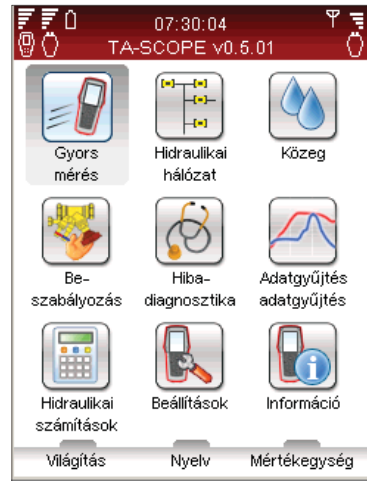 07:30:04
TA-SCOPE v0.5.01
Gyors
mérés
Hidraulikai
hálózat
Közeg
Be-
szabályozás
Hiba-
diagnosztika
Adatgyűjtés
adatgyűjtés
Hidraulikai
számítások
Beállítások
Információ
Világítás Nyelv Mértékegység